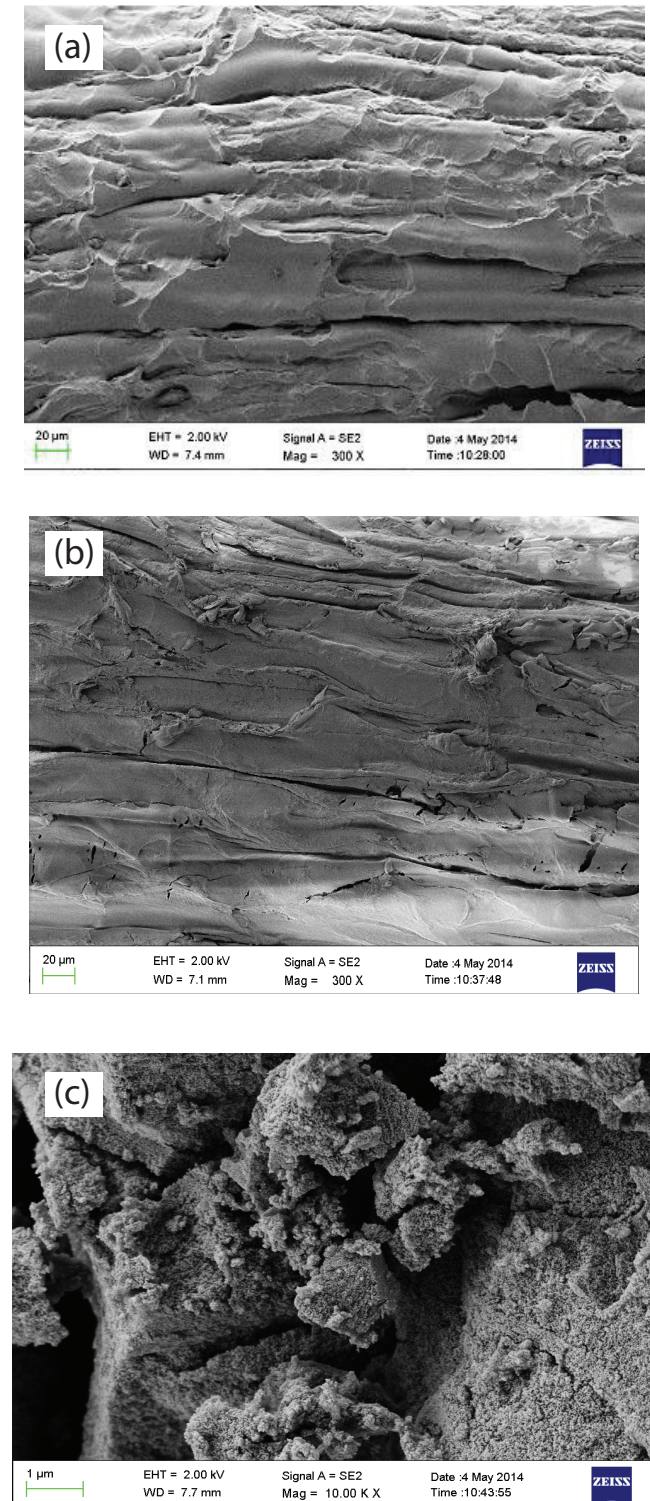 (a)
20 µm EHT = 2.00 kV Signal A = SE2 Date :4 May 2014 ZEISS
WD = 7.4 mm Mag = 300 X Time :10:28:00
(b)
20 µm EHT = 2.00 kV Signal A = SE2 Date :4 May 2014 ZEISS
WD = 7.1 mm Mag = 300 X Time :10:37:48
(c)
1 µm EHT = 2.00 kV Signal A = SE2 Date :4 May 2014 ZEISS
WD = 7.7 mm Mag = 10.00 K X Time :10:43:55